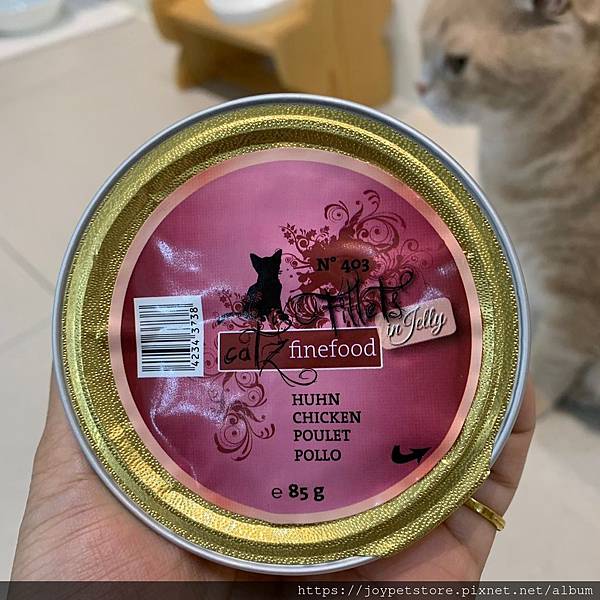 N° 403
Fillets
in Jelly
catz finefood
HUHN
CHICKEN
POULET
POLLO
e 85 g
4234 3738
https://joypetstore.pixnet.net/album